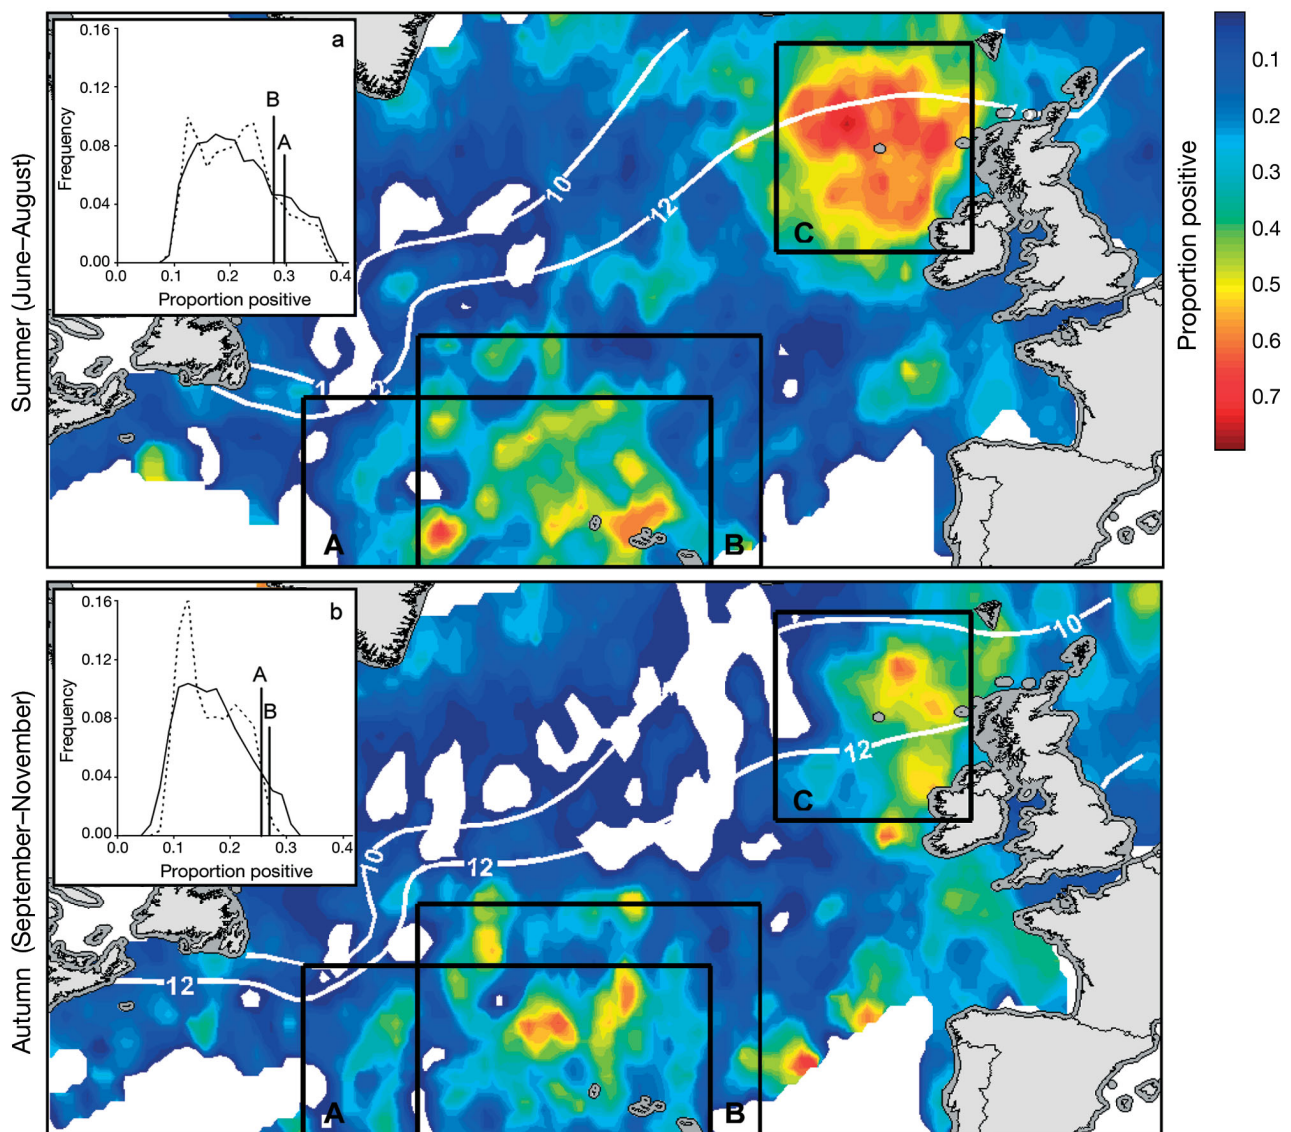 Summer (June–August)
a
0.16
0.12
0.08
0.04
0.00
Frequency
B
A
0.0
0.1
0.2
0.3
0.4
Proportion positive
10
12
12
C
A
B
Proportion positive
0.1
0.2
0.3
0.4
0.5
0.6
0.7
Autumn (September–November)
b
0.16
0.12
0.08
0.04
0.00
Frequency
A
B
0.0
0.1
0.2
0.3
0.4
Proportion positive
10
12
C
10
12
12
A
B